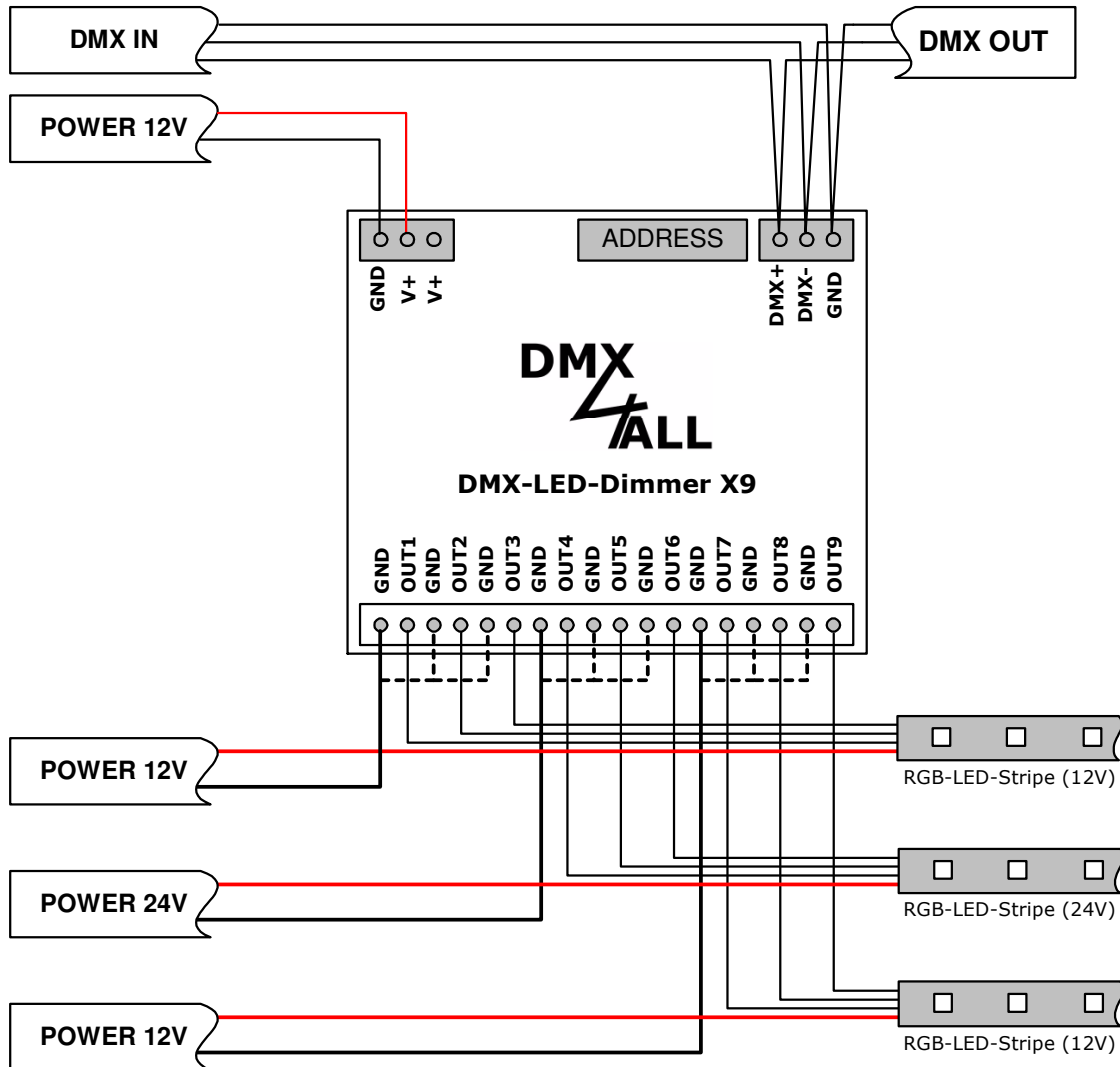 DMX IN
DMX OUT
POWER 12V
ADDRESS
GND
V+
V+
DMX+
DMX-
GND
DMX
4
ALL
DMX-LED-Dimmer X9
GND
OUT1
GND
OUT2
GND
OUT3
GND
OUT4
GND
OUT5
GND
OUT6
GND
OUT7
GND
OUT8
GND
OUT9
POWER 12V
RGB-LED-Stripe (12V)
POWER 24V
RGB-LED-Stripe (24V)
POWER 12V
RGB-LED-Stripe (12V)